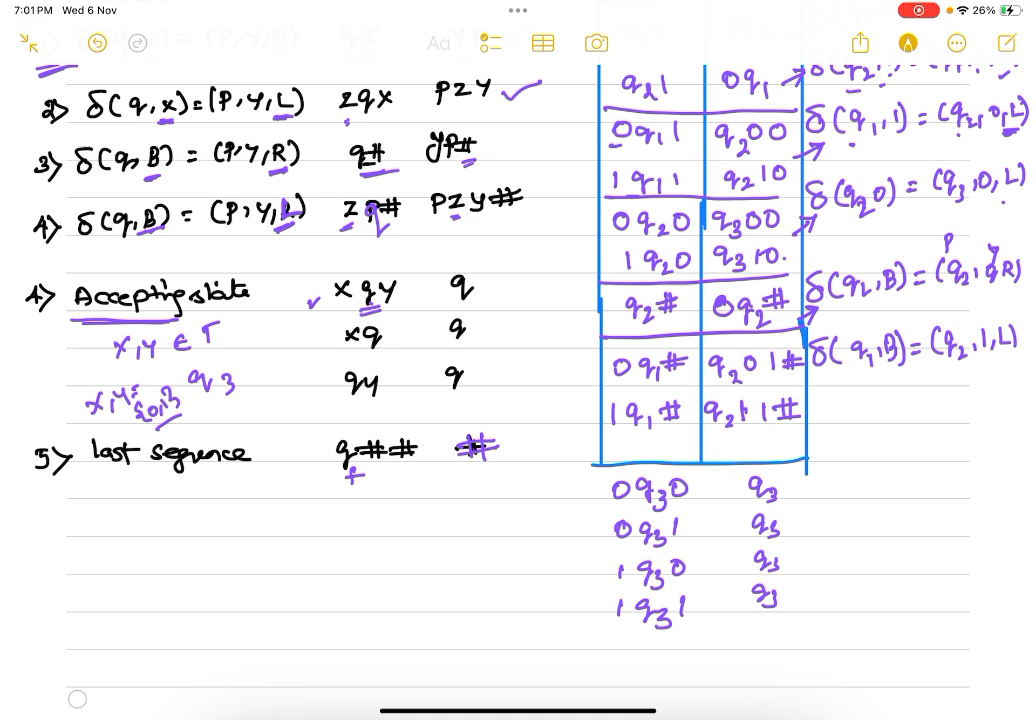 7:01 PM Wed 6 Nov
26%
Aa
2) δ(q,x)=(P,Y,L) zqx PzY ✓
3) δ(q,B) = (P,Y,R) q# YP#
4) δ(q,B) = (P,Y,L) zq# PzY#
4) Accepting state xqy q
x,y ∈ T xq q
x,y = {0,1} q3 qy q
5) last sequence q## #
q₂1 0q₁
0q₁1 q₂00 δ(q₁,1) = (q₂,0,L)
1q₁1 q₂10
0q₂0 q₃00 δ(q₂0) = (q₃,0,L)
1q₂0 q₃10.
q₂# 0q₂# δ(q₂,B) = (q₂, R)
0q₁# q₂01# δ(q₁,B) = (q₂,1,L)
1q₁# q₂11#
0q₃0 q₃
0q₃1 q₃
1q₃0 q₃
1q₃1 q₃